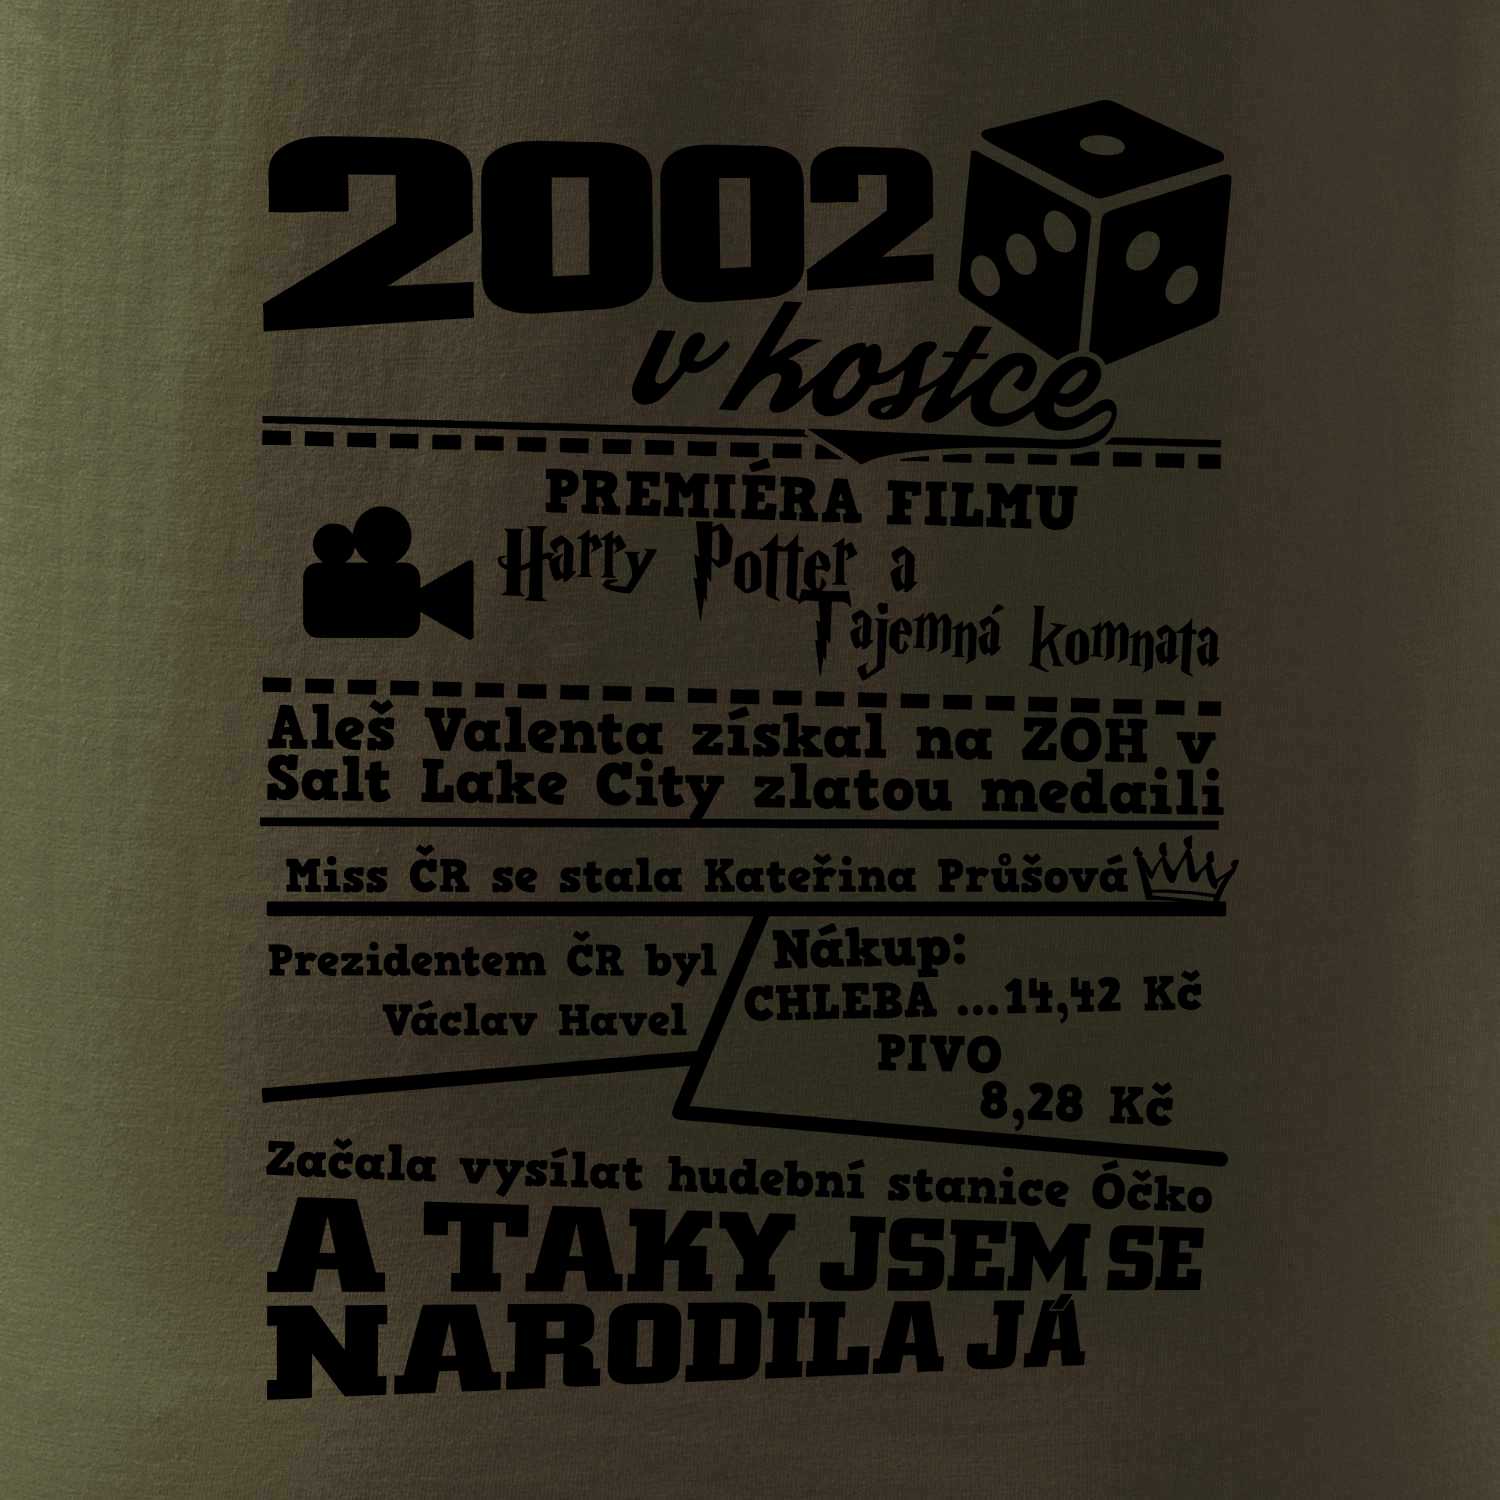 2002
v kostce
PREMIÉRA FILMU
Harry Potter a
Tajemná komnata
Aleš Valenta získal na ZOH v
Salt Lake City zlatou medaili
Miss ČR se stala Kateřina Průšová
Prezidentem ČR byl
Václav Havel
Nákup:
CHLEBA ...14,42 Kč
PIVO
8,28 Kč
Začala vysílat hudební stanice Óčko
A TAKY JSEM SE
NARODILA JÁ